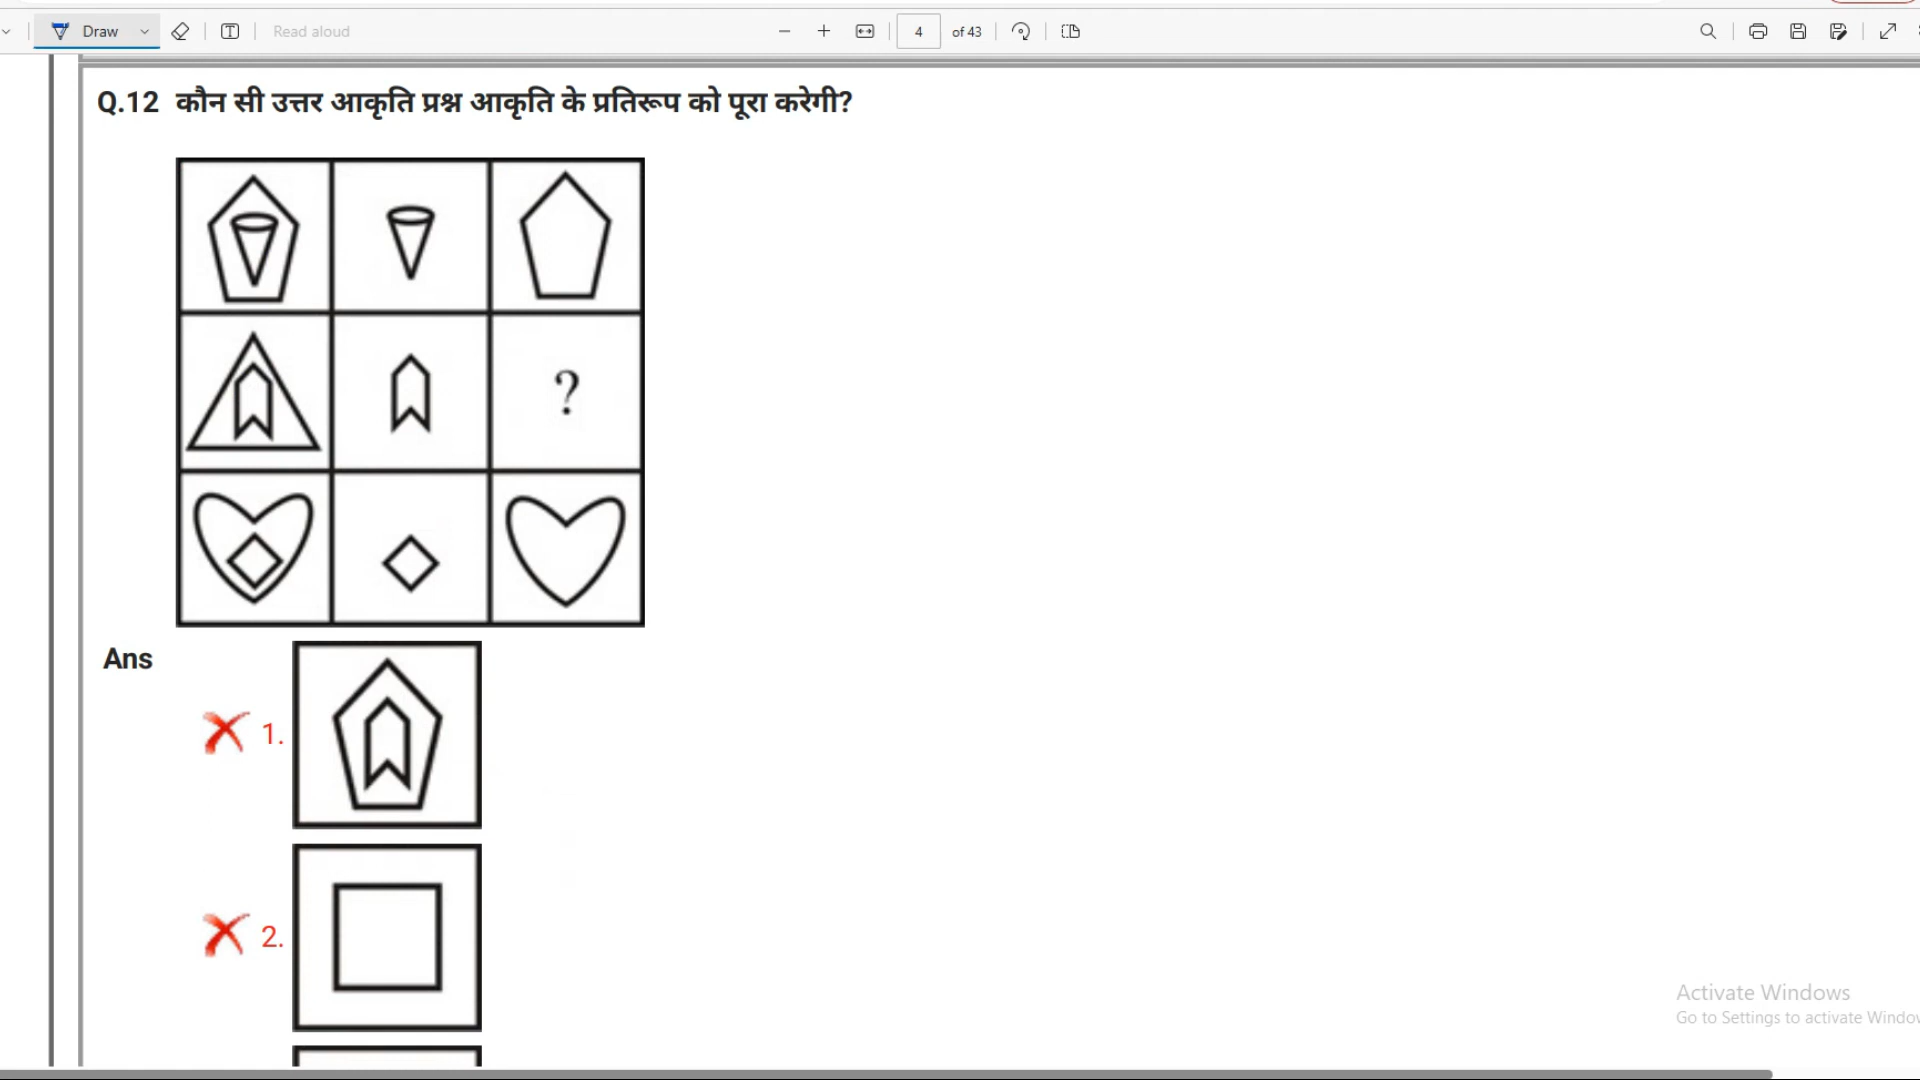 Draw
Read aloud
4 of 43
Q.12 कौन सी उत्तर आकृति प्रश्न आकृति के प्रतिरूप को पूरा करेगी?
?
Ans
1.
2.
Activate Windows
Go to Settings to activate